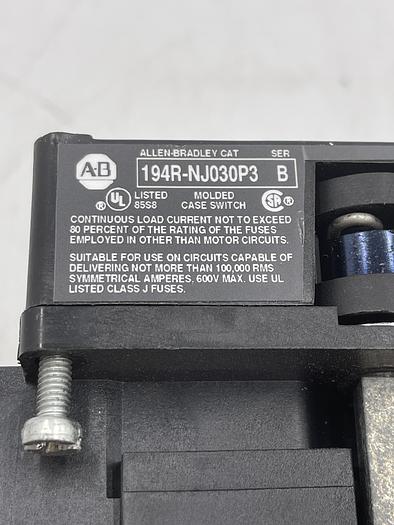 ALLEN-BRADLEY CAT SER
A-B 194R-NJ030P3 B
UL LISTED MOLDED SA
85S8 CASE SWITCH
CONTINUOUS LOAD CURRENT NOT TO EXCEED
80 PERCENT OF THE RATING OF THE FUSES
EMPLOYED IN OTHER THAN MOTOR CIRCUITS.
SUITABLE FOR USE ON CIRCUITS CAPABLE OF
DELIVERING NOT MORE THAN 100,000 RMS
SYMMETRICAL AMPERES, 600V MAX. USE UL
LISTED CLASS J FUSES.